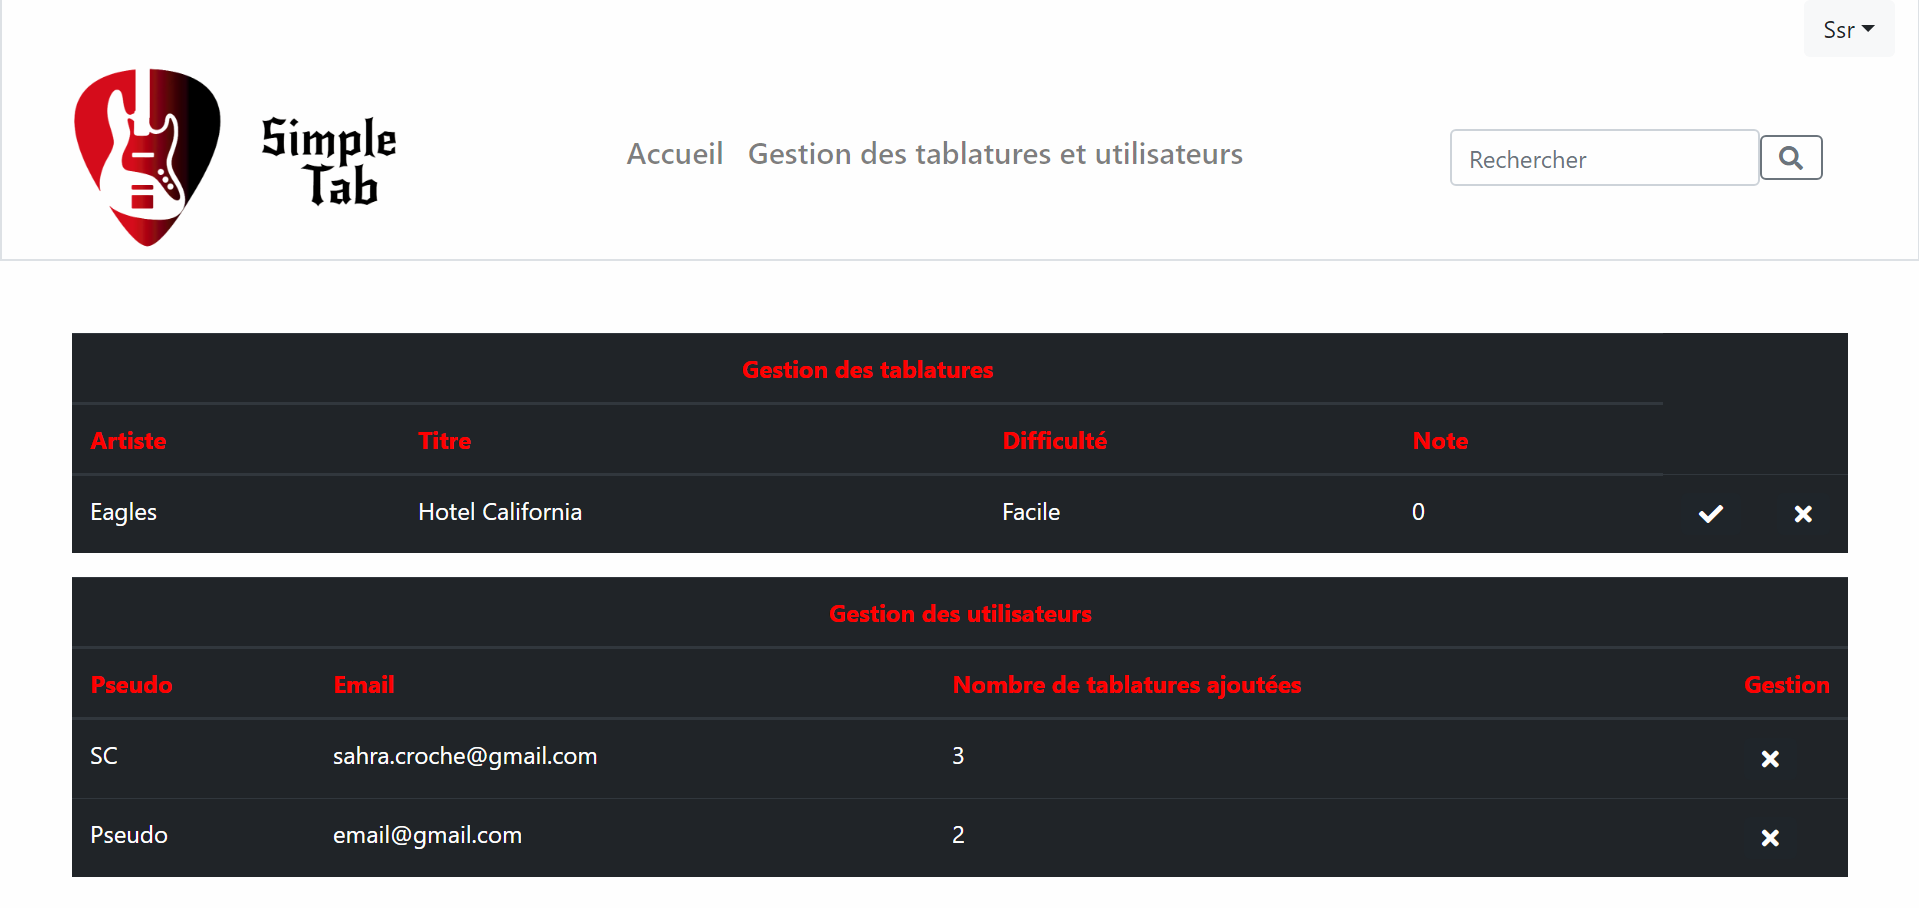 Ssr
Simple
Tab
Accueil Gestion des tablatures et utilisateurs
Rechercher
Gestion des tablatures
Artiste Titre Difficulté Note
Eagles Hotel California Facile 0
Gestion des utilisateurs
Pseudo Email Nombre de tablatures ajoutées Gestion
SC sahra.croche@gmail.com 3
Pseudo email@gmail.com 2